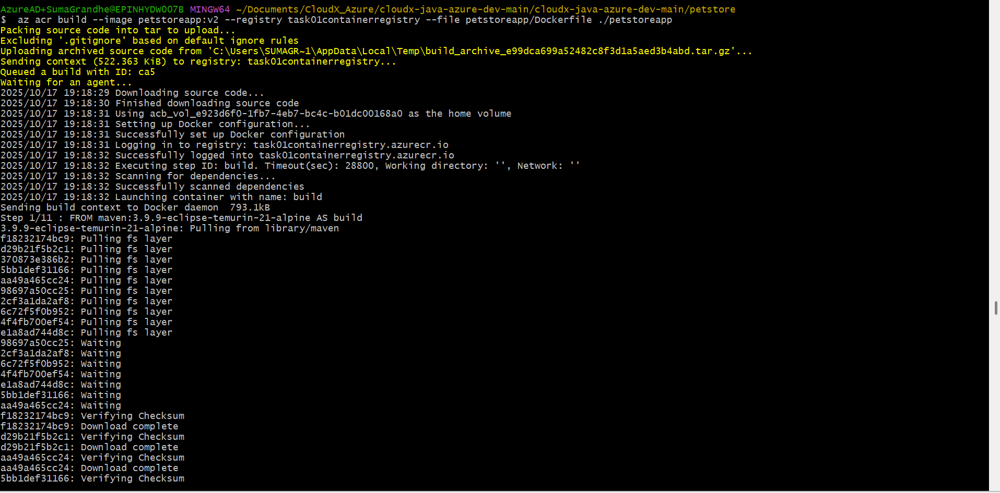 AzureAD+SumaGrandhe@EPINHYDW007B MINGW64 ~/Documents/CloudX_Azure/cloudx-java-azure-dev-main/cloudx-java-azure-dev-main/petstore
$  az acr build --image petstoreapp:v2 --registry task01containerregistry --file petstoreapp/Dockerfile ./petstoreapp
Packing source code into tar to upload...
Excluding '.gitignore' based on default ignore rules
Uploading archived source code from 'C:\Users\SUMAGR~1\AppData\Local\Temp\build_archive_e99dca699a52482c8f3d1a5aed3b4abd.tar.gz'...
Sending context (522.363 KiB) to registry: task01containerregistry...
Queued a build with ID: ca5
Waiting for an agent...
2025/10/17 19:18:29 Downloading source code...
2025/10/17 19:18:30 Finished downloading source code
2025/10/17 19:18:31 Using acb_vol_e923d6f0-1fb7-4eb7-bc4c-b01dc00168a0 as the home volume
2025/10/17 19:18:31 Setting up Docker configuration...
2025/10/17 19:18:31 Successfully set up Docker configuration
2025/10/17 19:18:31 Logging in to registry: task01containerregistry.azurecr.io
2025/10/17 19:18:32 Successfully logged into task01containerregistry.azurecr.io
2025/10/17 19:18:32 Executing step ID: build. Timeout(sec): 28800, Working directory: '', Network: ''
2025/10/17 19:18:32 Scanning for dependencies...
2025/10/17 19:18:32 Successfully scanned dependencies
2025/10/17 19:18:32 Launching container with name: build
Sending build context to Docker daemon  793.1kB
Step 1/11 : FROM maven:3.9.9-eclipse-temurin-21-alpine AS build
3.9.9-eclipse-temurin-21-alpine: Pulling from library/maven
f18232174bc9: Pulling fs layer
d29b21f5b2c1: Pulling fs layer
370873e386b2: Pulling fs layer
5bb1def31166: Pulling fs layer
aa49a465cc24: Pulling fs layer
98697a50cc25: Pulling fs layer
2cf3a1da2af8: Pulling fs layer
6c72f5f0b952: Pulling fs layer
4f4fb700ef54: Pulling fs layer
e1a8ad744d8c: Pulling fs layer
98697a50cc25: Waiting
2cf3a1da2af8: Waiting
6c72f5f0b952: Waiting
4f4fb700ef54: Waiting
e1a8ad744d8c: Waiting
5bb1def31166: Waiting
aa49a465cc24: Waiting
f18232174bc9: Verifying Checksum
f18232174bc9: Download complete
d29b21f5b2c1: Verifying Checksum
d29b21f5b2c1: Download complete
aa49a465cc24: Verifying Checksum
aa49a465cc24: Download complete
5bb1def31166: Verifying Checksum